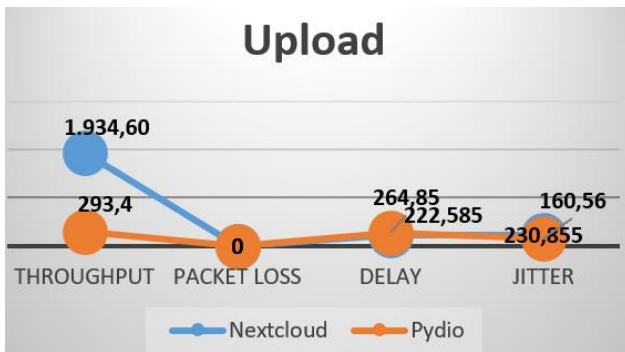 Upload
1.934,60
293,4
0
264,85
222,585
160,56
230,855
THROUGHPUT PACKET LOSS DELAY JITTER
Nextcloud Pydio